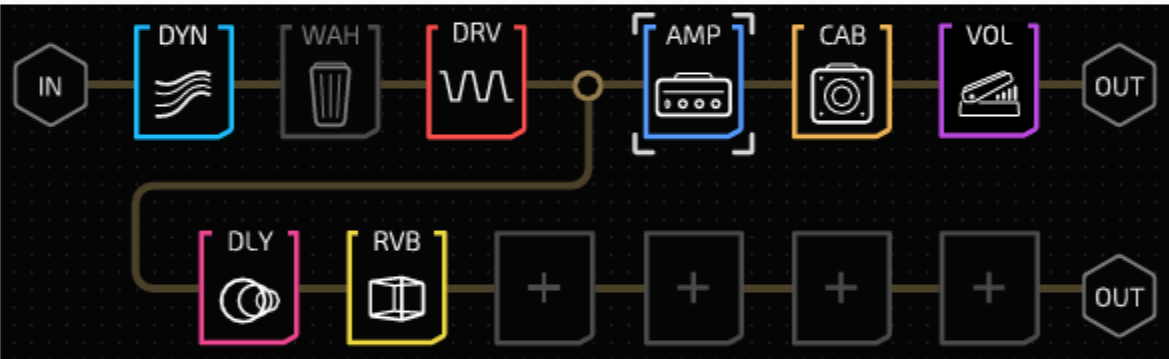 IN
DYN
WAH
DRV
AMP
CAB
VOL
OUT
DLY
RVB
+
+
+
+
OUT